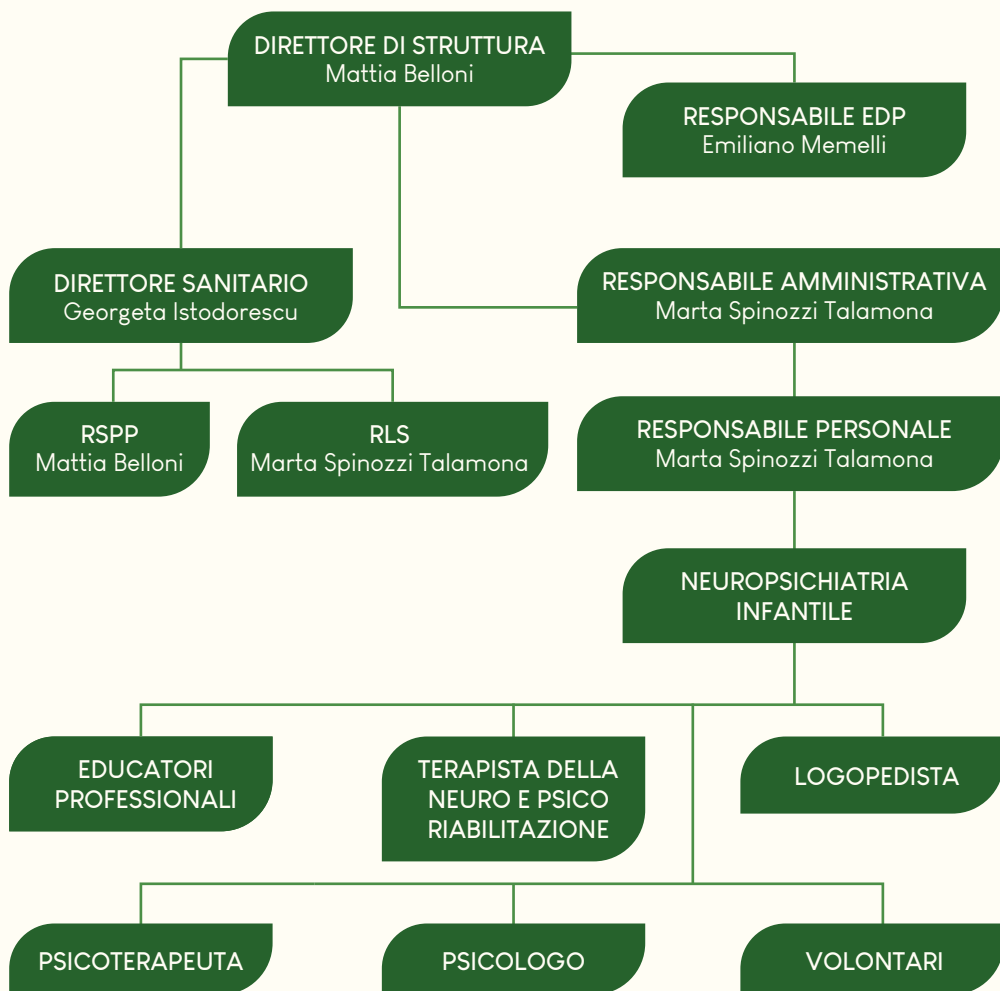 DIRETTORE DI STRUTTURA
Mattia Belloni
RESPONSABILE EDP
Emiliano Memelli
DIRETTORE SANITARIO
Georgeta Istodorescu
RESPONSABILE AMMINISTRATIVA
Marta Spinozzi Talamona
RSPP
Mattia Belloni
RLS
Marta Spinozzi Talamona
RESPONSABILE PERSONALE
Marta Spinozzi Talamona
NEUROPSICHIATRIA
INFANTILE
EDUCATORI
PROFESSIONALI
TERAPISTA DELLA
NEURO E PSICO
RIABILITAZIONE
LOGOPEDISTA
PSICOTERAPEUTA
PSICOLOGO
VOLONTARI